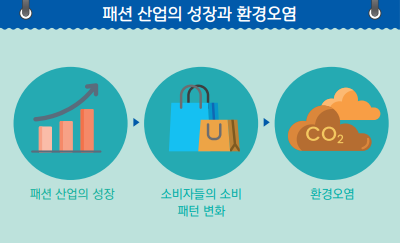 패션 산업의 성장과 환경오염
CO₂
패션 산업의 성장
소비자들의 소비
패턴 변화
환경오염